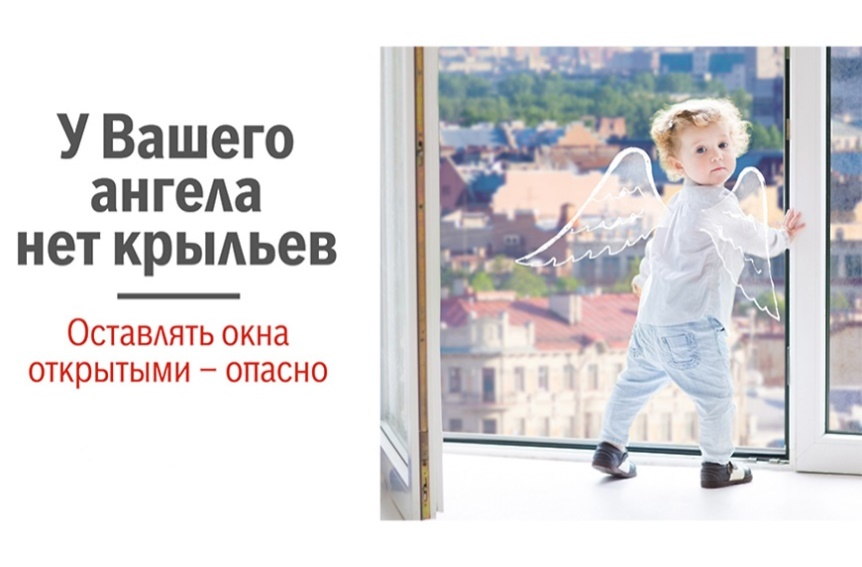 У Вашего
ангела
нет крыльев
Оставлять окна
открытыми – опасно